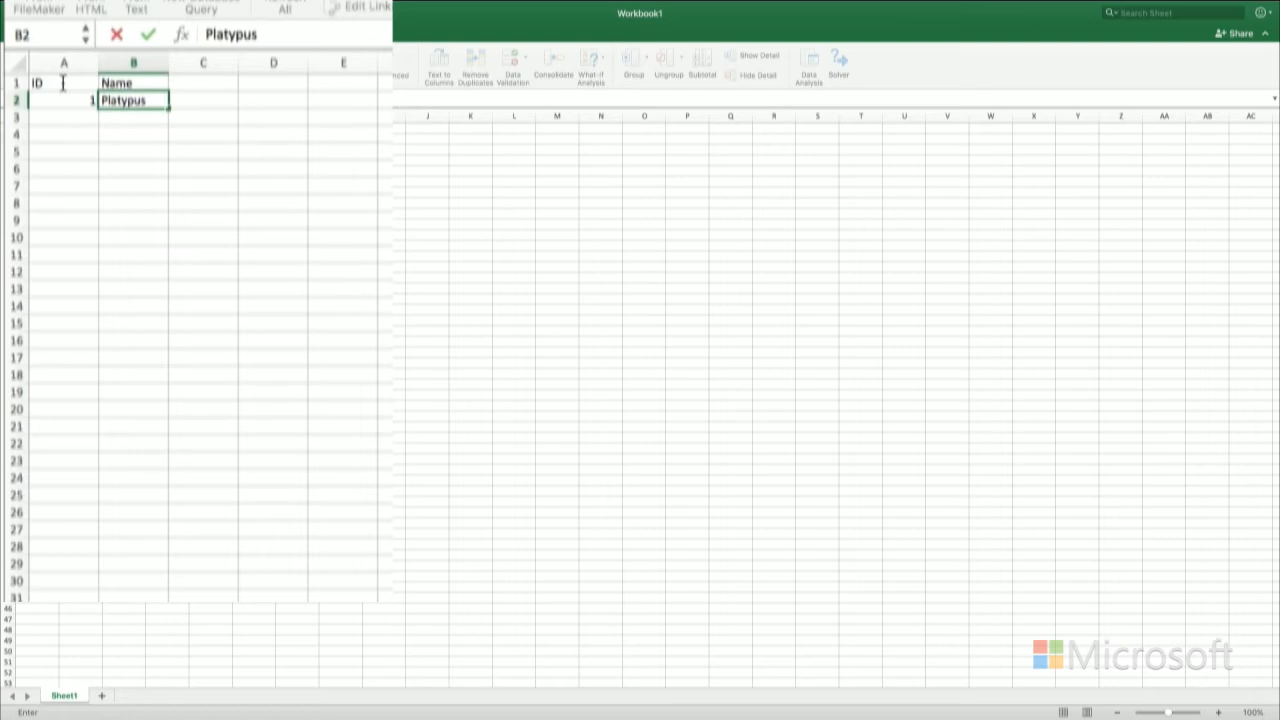 Workbook1
Search Sheet
Share
FileMaker HTML Text Query All Edit Link
B2 fx Platypus
Text to Columns
Remove Duplicates
Data Validation
Consolidate
What-If Analysis
Group
Ungroup
Subtotal
Show Detail
Hide Detail
Data Analysis
Solver
A B C D E
J K L M N O P Q R S T U V W X Y Z AA AB AC
1 ID Name
2 1 Platypus
3
4
5
6
7
8
9
10
11
12
13
14
15
16
17
18
19
20
21
22
23
24
25
26
27
28
29
30
31
46
47
48
49
50
51
52
53
Microsoft
Sheet1 +
Enter
100%